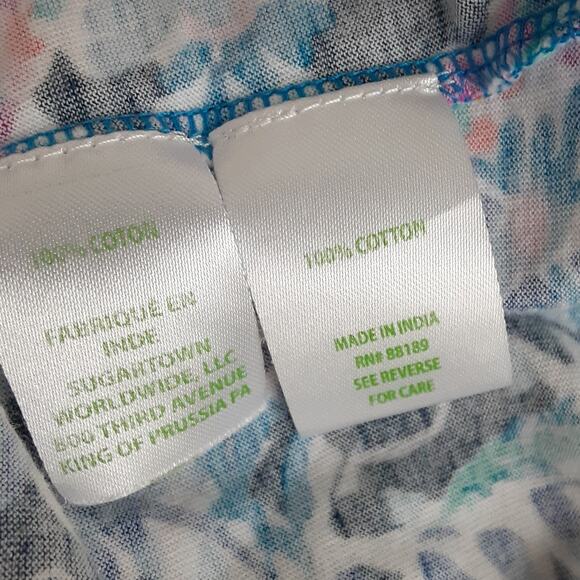 100% COTON
FABRIQUÉ EN
INDE
SUGARTOWN
WORLDWIDE, LLC
800 THIRD AVENUE
KING OF PRUSSIA PA
100% COTTON
MADE IN INDIA
RN# 88189
SEE REVERSE
FOR CARE